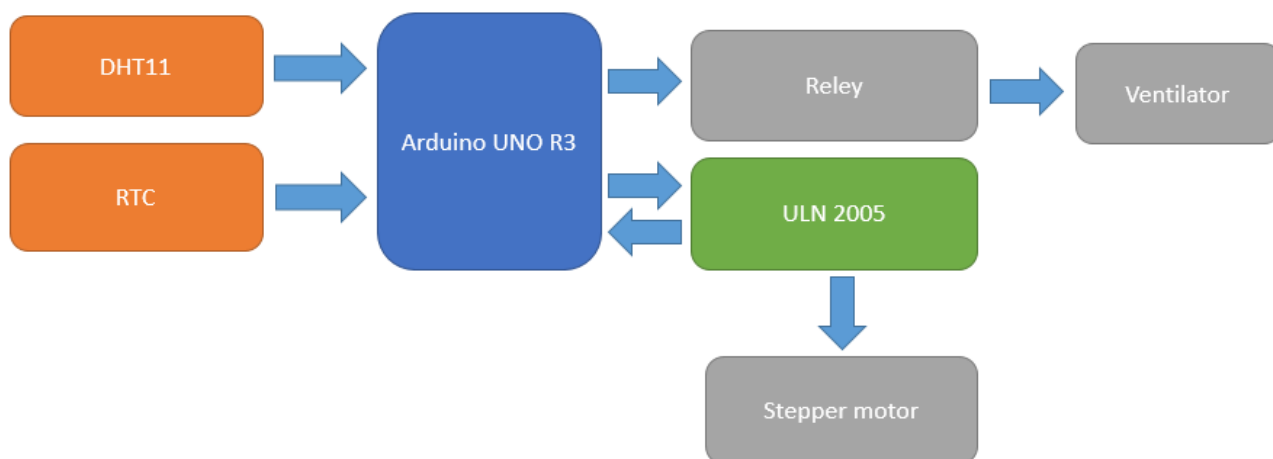 DHT11
Arduino UNO R3
Reley
Ventilator
RTC
ULN 2005
Stepper motor